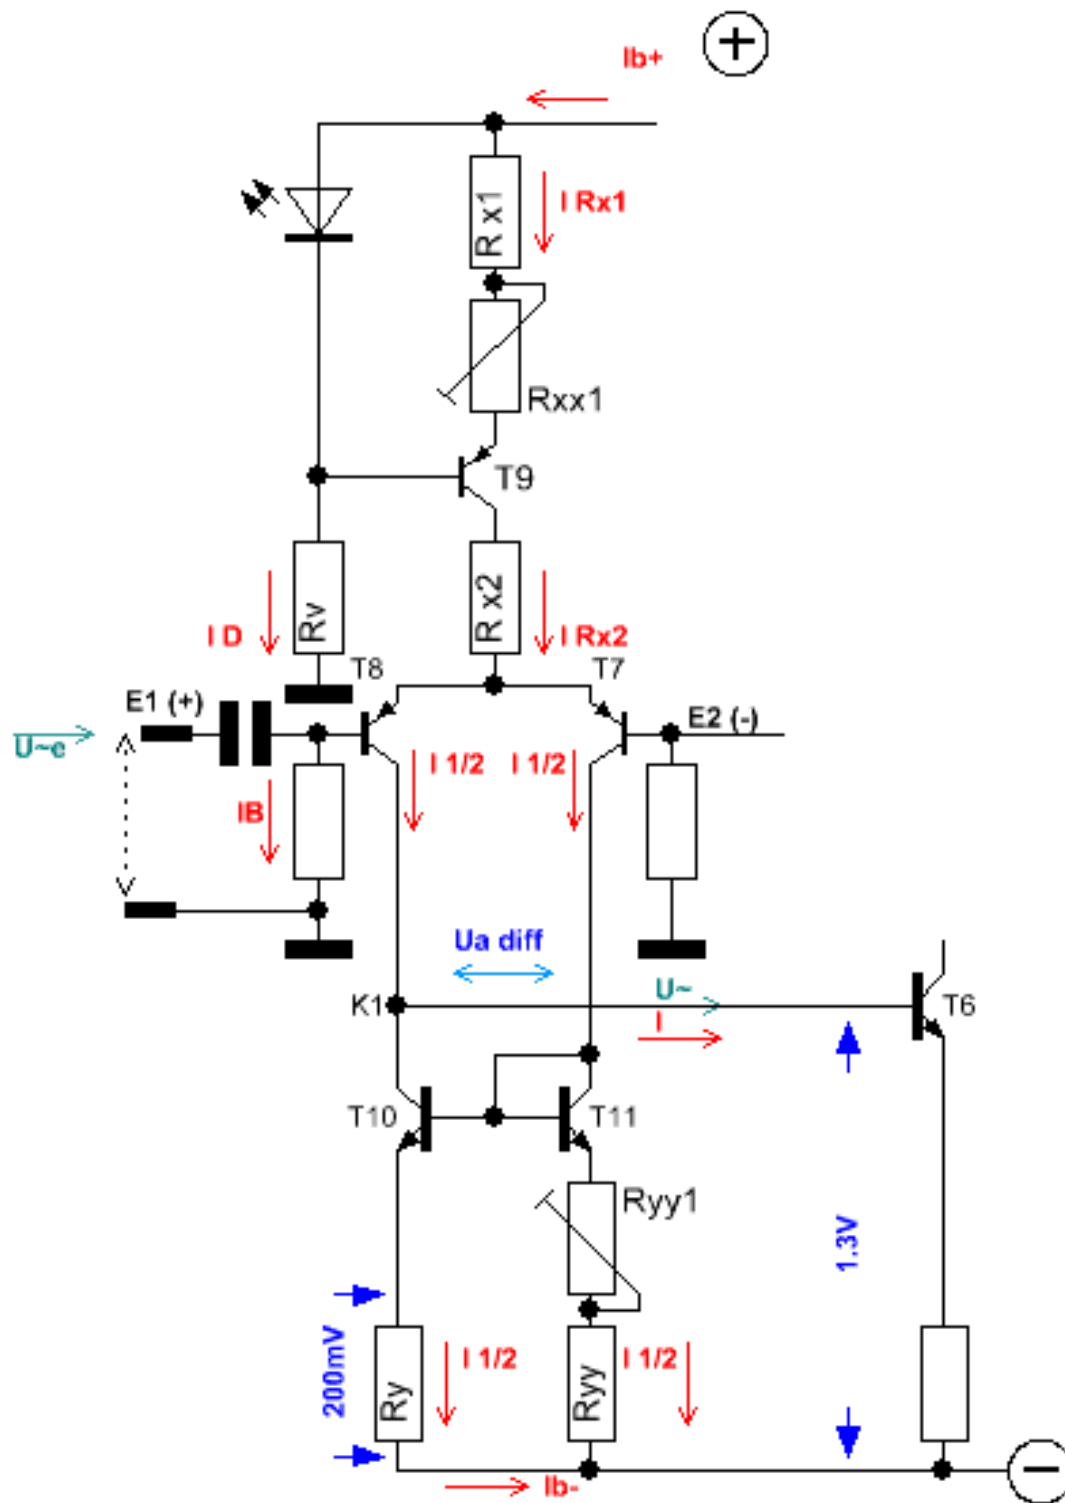 Ib+
+
R x1
I Rx1
Rxx1
T9
Rv
R x2
I D
I Rx2
T8
T7
E1 (+)
E2 (-)
U~e
I 1/2
I 1/2
IB
Ua diff
K1
U~
I
T6
T10
T11
Ryy1
1.3V
200mV
Ry
I 1/2
Ryy
I 1/2
Ib-
−